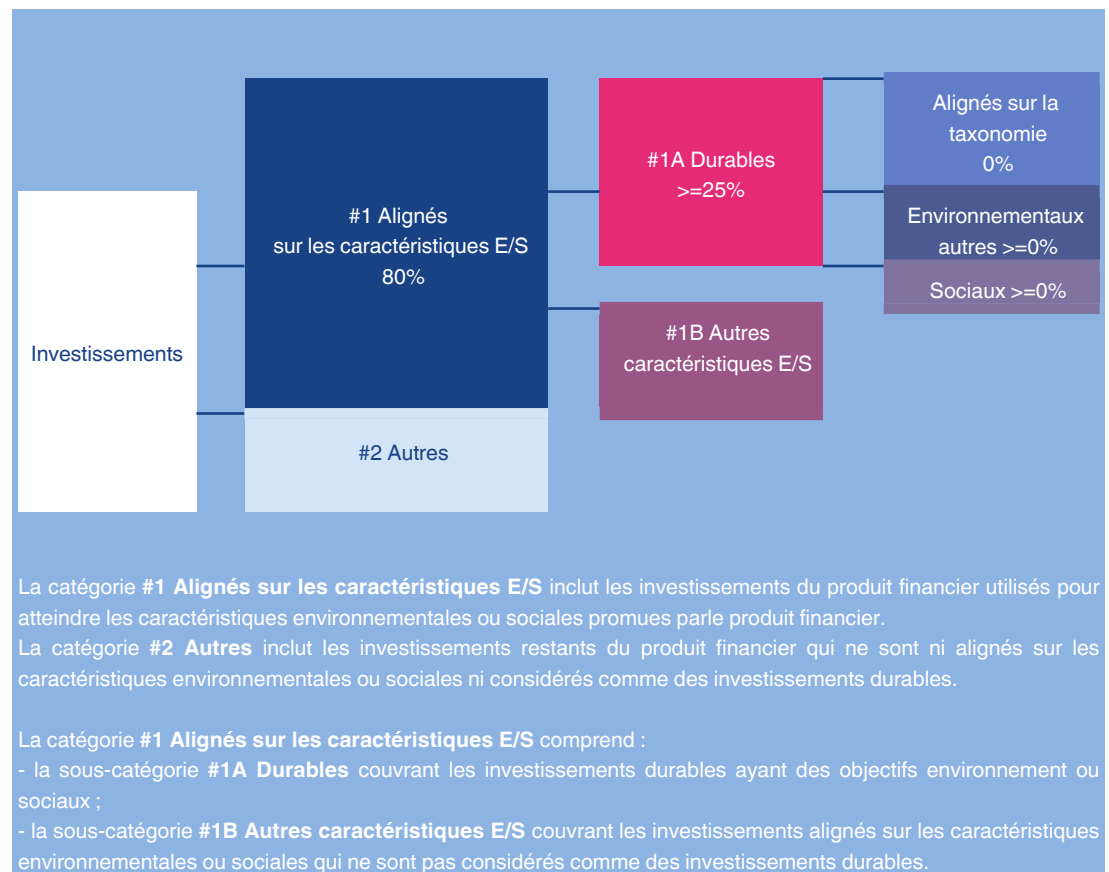 Investissements
#1 Alignés
sur les caractéristiques E/S
80%
#2 Autres
#1A Durables
>=25%
#1B Autres
caractéristiques E/S
Alignés sur la
taxonomie
0%
Environnementaux
autres >=0%
Sociaux >=0%
La catégorie #1 Alignés sur les caractéristiques E/S inclut les investissements du produit financier utilisés pour
atteindre les caractéristiques environnementales ou sociales promues parle produit financier.
La catégorie #2 Autres inclut les investissements restants du produit financier qui ne sont ni alignés sur les
caractéristiques environnementales ou sociales ni considérés comme des investissements durables.
La catégorie #1 Alignés sur les caractéristiques E/S comprend :
- la sous-catégorie #1A Durables couvrant les investissements durables ayant des objectifs environnement ou
sociaux ;
- la sous-catégorie #1B Autres caractéristiques E/S couvrant les investissements alignés sur les caractéristiques
environnementales ou sociales qui ne sont pas considérés comme des investissements durables.